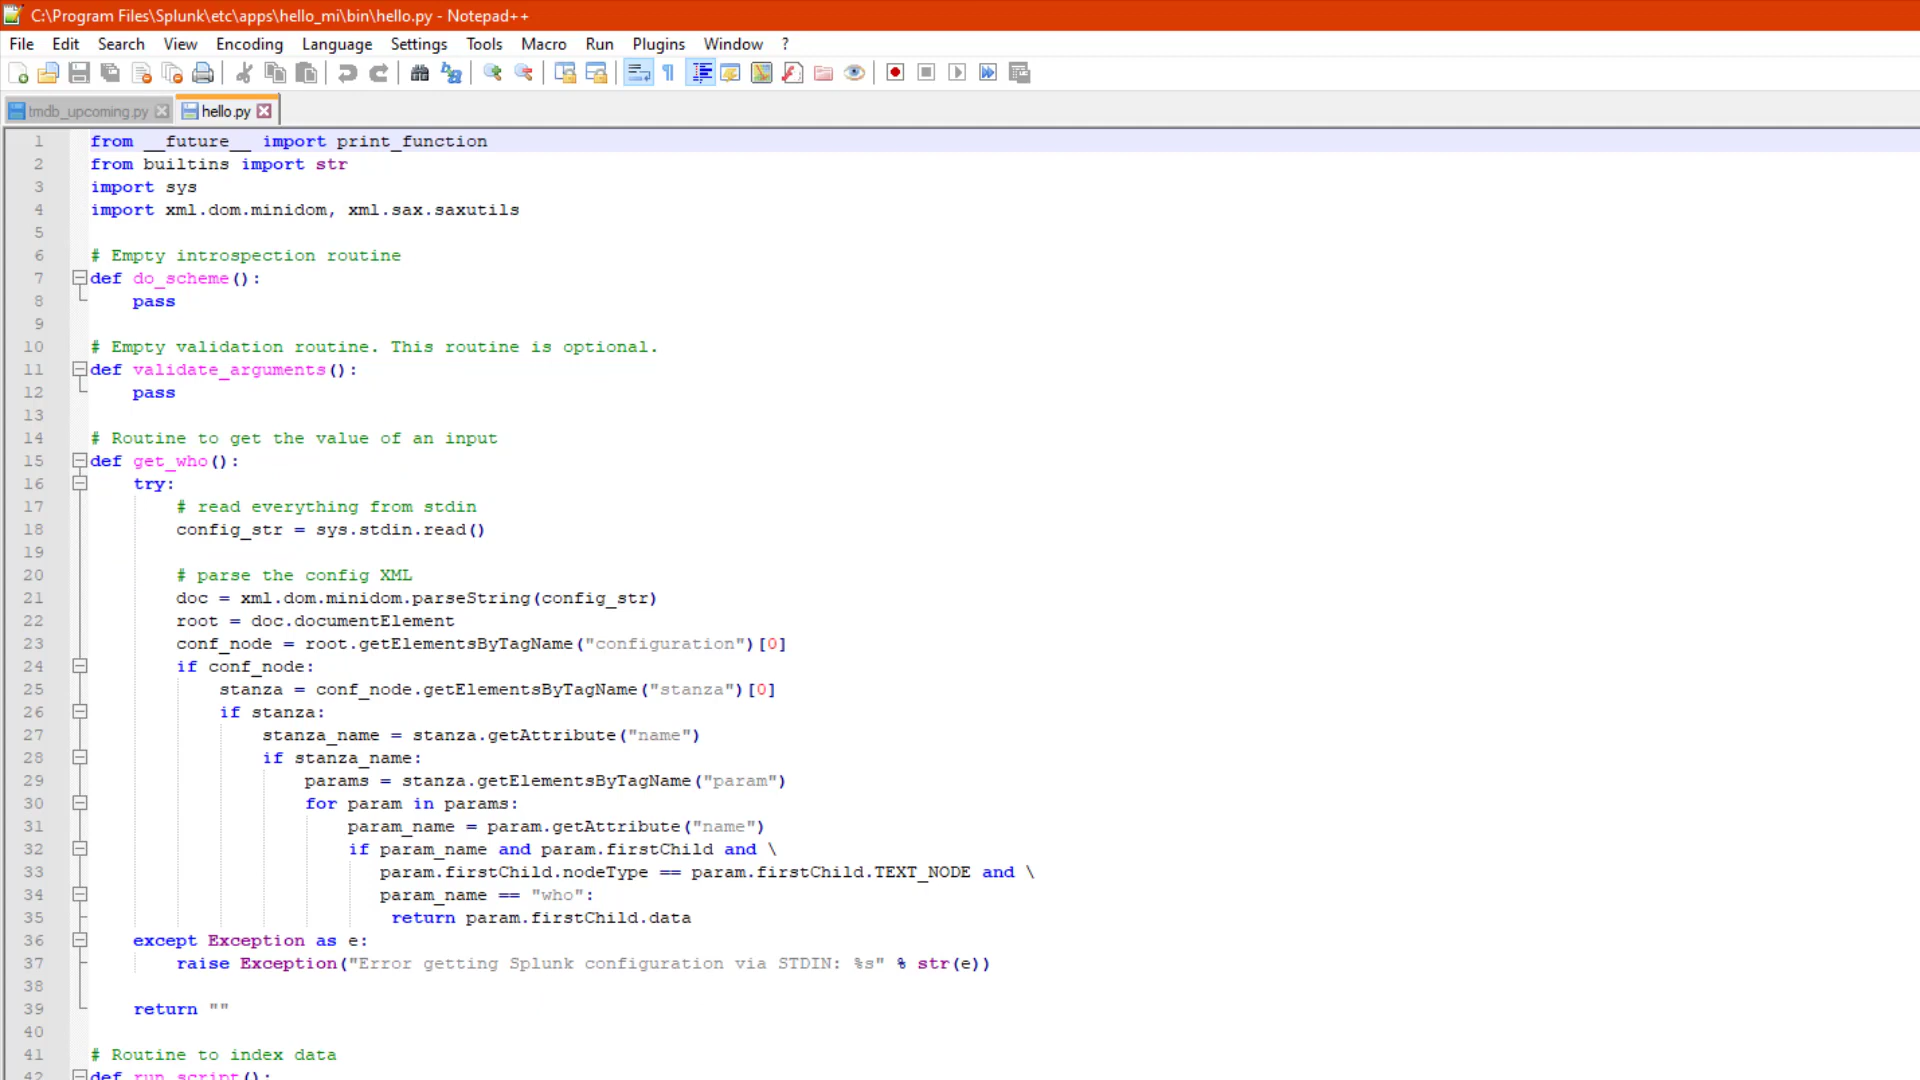 C:\Program Files\Splunk\etc\apps\hello_mi\bin\hello.py - Notepad++
File Edit Search View Encoding Language Settings Tools Macro Run Plugins Window ?
tmdb_upcoming.py hello.py
1 from __future__ import print_function
2 from builtins import str
3 import sys
4 import xml.dom.minidom, xml.sax.saxutils
5
6 # Empty introspection routine
7 def do_scheme():
8     pass
9
10 # Empty validation routine. This routine is optional.
11 def validate_arguments():
12     pass
13
14 # Routine to get the value of an input
15 def get_who():
16     try:
17         # read everything from stdin
18         config_str = sys.stdin.read()
19
20         # parse the config XML
21         doc = xml.dom.minidom.parseString(config_str)
22         root = doc.documentElement
23         conf_node = root.getElementsByTagName("configuration")[0]
24         if conf_node:
25             stanza = conf_node.getElementsByTagName("stanza")[0]
26             if stanza:
27                 stanza_name = stanza.getAttribute("name")
28                 if stanza_name:
29                     params = stanza.getElementsByTagName("param")
30                     for param in params:
31                         param_name = param.getAttribute("name")
32                         if param_name and param.firstChild and \
33                            param.firstChild.nodeType == param.firstChild.TEXT_NODE and \
34                            param_name == "who":
35                             return param.firstChild.data
36     except Exception as e:
37         raise Exception("Error getting Splunk configuration via STDIN: %s" % str(e))
38
39     return ""
40
41 # Routine to index data
42 def run_script():